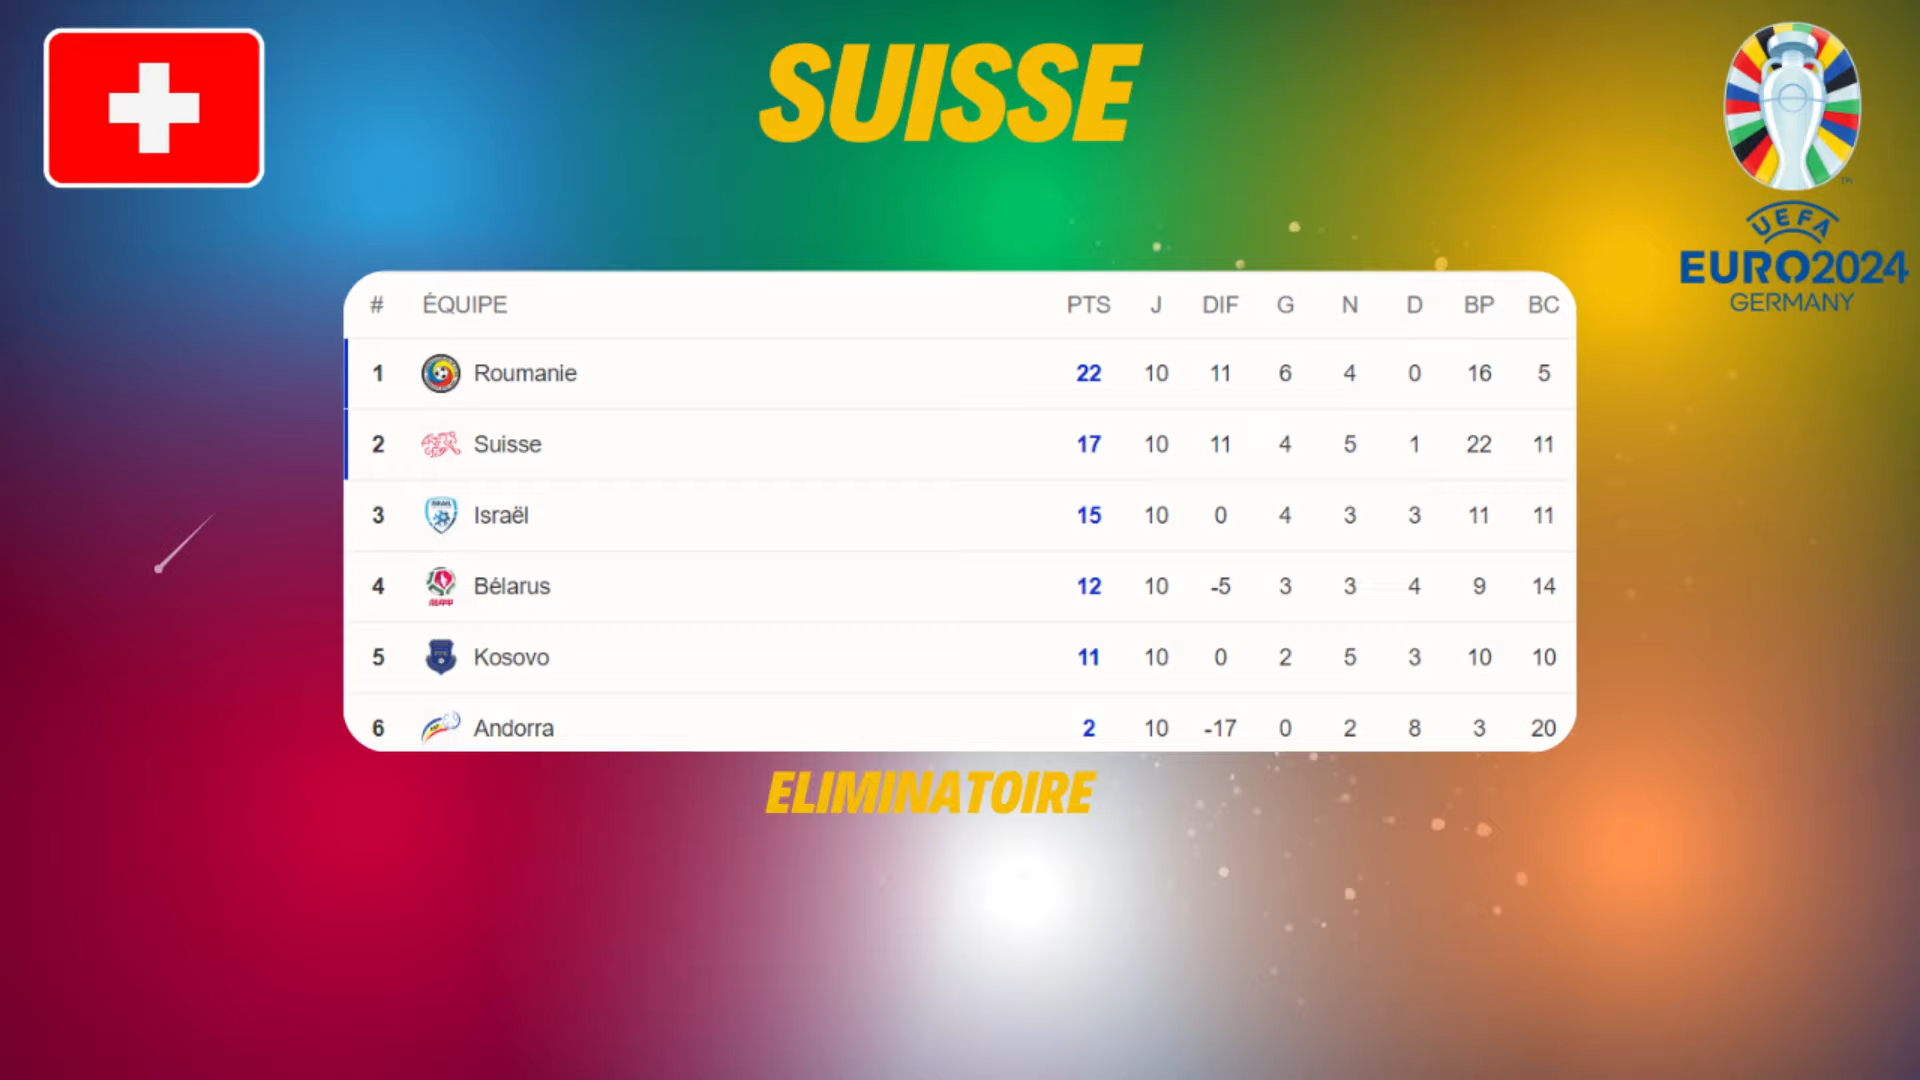 SUISSE
UEFA
EURO2024
GERMANY
# ÉQUIPE PTS J DIF G N D BP BC
1 Roumanie 22 10 11 6 4 0 16 5
2 Suisse 17 10 11 4 5 1 22 11
3 Israël 15 10 0 4 3 3 11 11
4 Bélarus 12 10 -5 3 3 4 9 14
5 Kosovo 11 10 0 2 5 3 10 10
6 Andorra 2 10 -17 0 2 8 3 20
ELIMINATOIRE